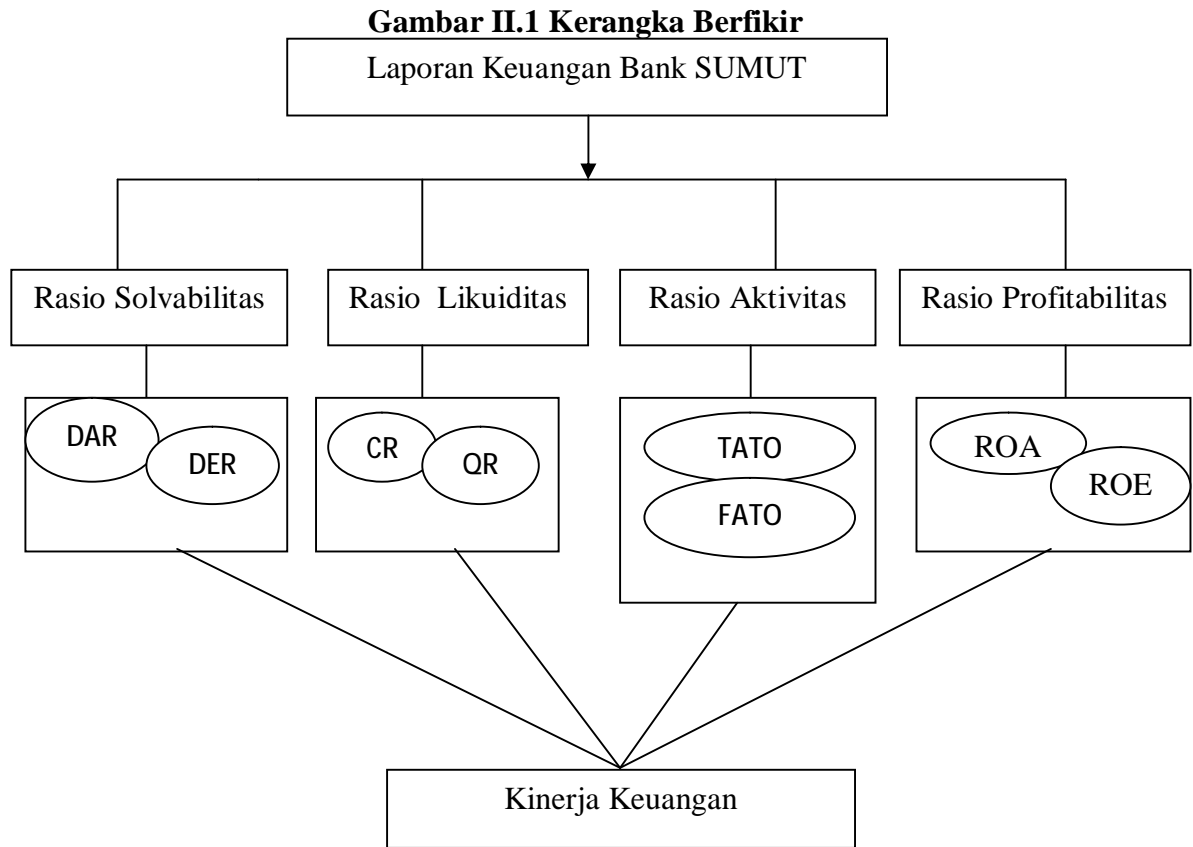 Gambar II.1 Kerangka Berfikir
Laporan Keuangan Bank SUMUT
Rasio Solvabilitas
Rasio Likuiditas
Rasio Aktivitas
Rasio Profitabilitas
DAR
DER
CR
QR
TATO
FATO
ROA
ROE
Kinerja Keuangan